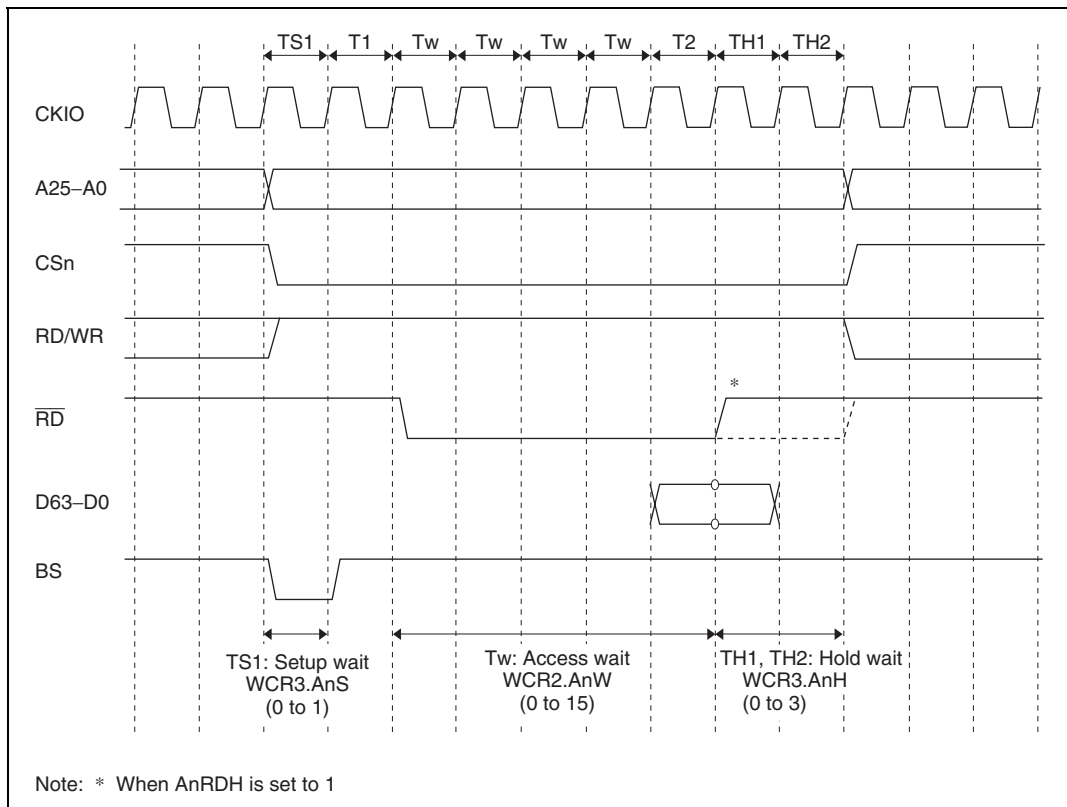 TS1 T1 Tw Tw Tw Tw T2 TH1 TH2
CKIO
A25–A0
CSn
RD/WR
*
RD
D63–D0
BS
TS1: Setup wait
WCR3.AnS
(0 to 1)
Tw: Access wait
WCR2.AnW
(0 to 15)
TH1, TH2: Hold wait
WCR3.AnH
(0 to 3)
Note: * When AnRDH is set to 1